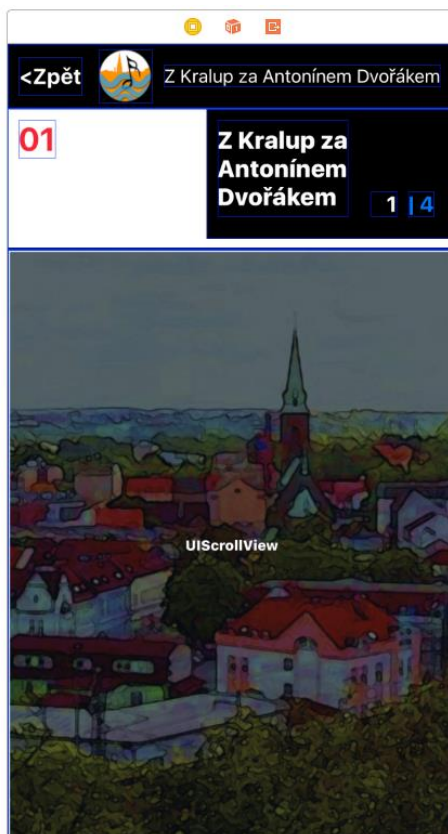 <Zpět
Z Kralup za Antonínem Dvořákem
01
Z Kralup za
Antonínem
Dvořákem
1 | 4
UIScrollView